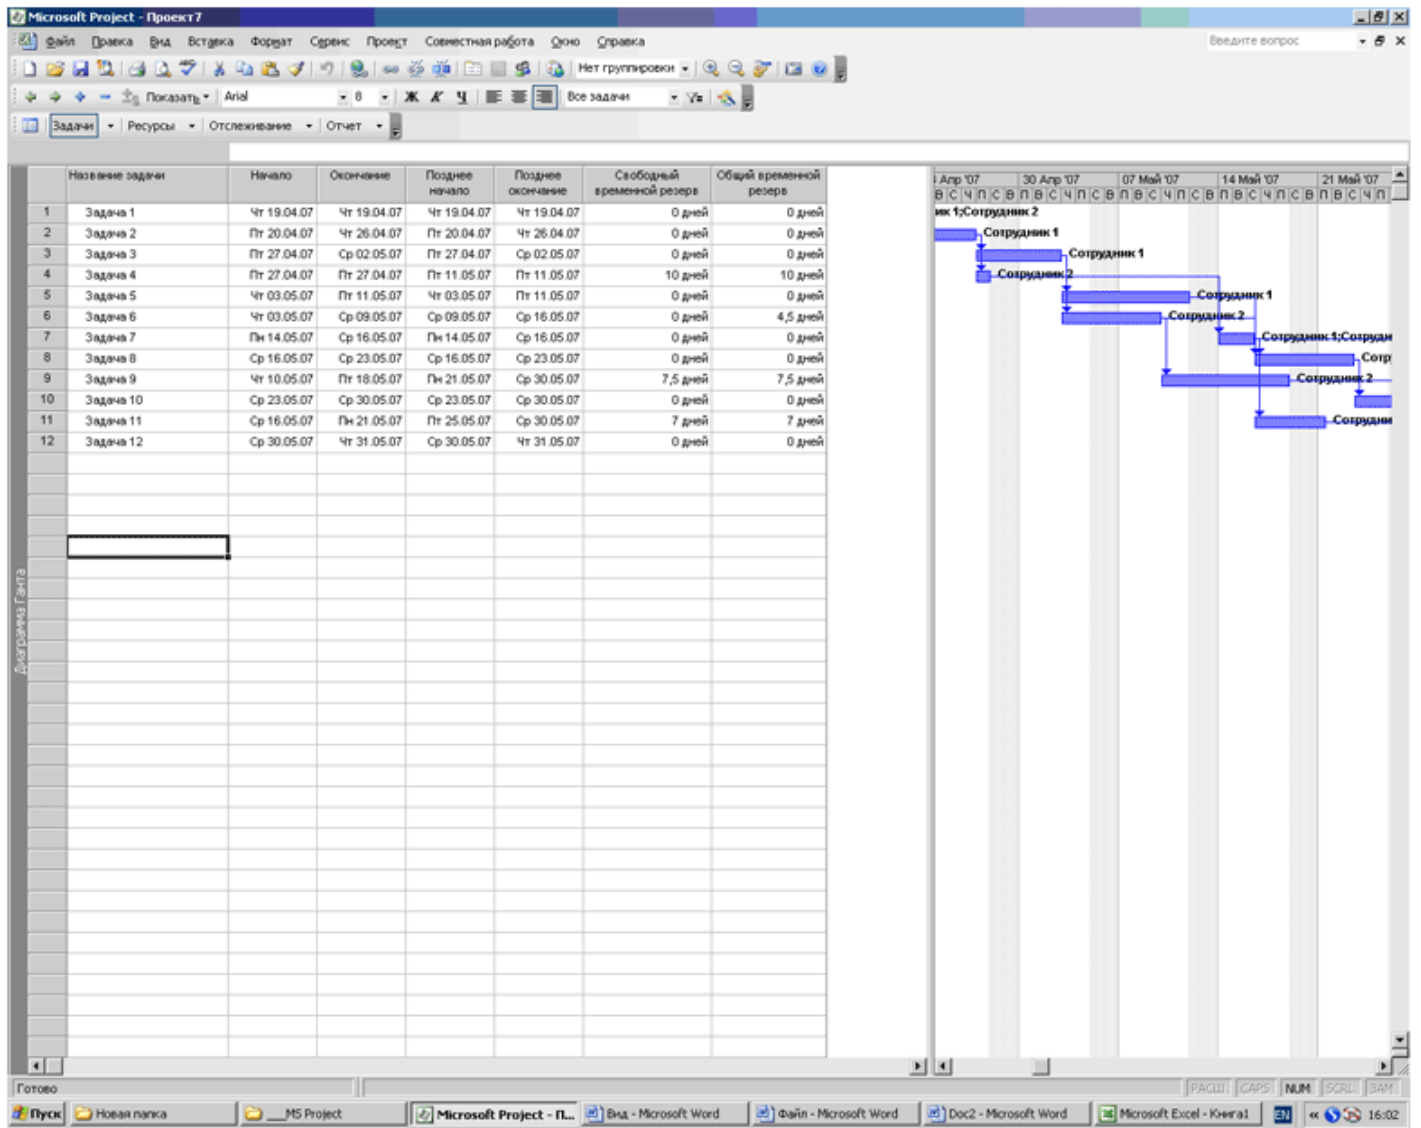 Microsoft Project - Проект7
Файл Правка Вид Вставка Формат Сервис Проект Совместная работа Окно Справка Введите вопрос
Нет группировки
Показать Arial 8 Ж К Ч Все задачи
Задачи Ресурсы Отслеживание Отчет
Название задачи Начало Окончание Позднее начало Позднее окончание Свободный временной резерв Общий временной резерв
1 Задача 1 Чт 19.04.07 Чт 19.04.07 Чт 19.04.07 Чт 19.04.07 0 дней 0 дней
2 Задача 2 Пт 20.04.07 Чт 26.04.07 Пт 20.04.07 Чт 26.04.07 0 дней 0 дней
3 Задача 3 Пт 27.04.07 Ср 02.05.07 Пт 27.04.07 Ср 02.05.07 0 дней 0 дней
4 Задача 4 Пт 27.04.07 Пт 27.04.07 Пт 11.05.07 Пт 11.05.07 10 дней 10 дней
5 Задача 5 Чт 03.05.07 Пт 11.05.07 Чт 03.05.07 Пт 11.05.07 0 дней 0 дней
6 Задача 6 Чт 03.05.07 Ср 09.05.07 Ср 09.05.07 Ср 16.05.07 0 дней 4,5 дней
7 Задача 7 Пн 14.05.07 Ср 16.05.07 Пн 14.05.07 Ср 16.05.07 0 дней 0 дней
8 Задача 8 Ср 16.05.07 Ср 23.05.07 Ср 16.05.07 Ср 23.05.07 0 дней 0 дней
9 Задача 9 Чт 10.05.07 Пт 18.05.07 Пн 21.05.07 Ср 30.05.07 7,5 дней 7,5 дней
10 Задача 10 Ср 23.05.07 Ср 30.05.07 Ср 23.05.07 Ср 30.05.07 0 дней 0 дней
11 Задача 11 Ср 16.05.07 Пн 21.05.07 Пт 25.05.07 Ср 30.05.07 7 дней 7 дней
12 Задача 12 Ср 30.05.07 Чт 31.05.07 Ср 30.05.07 Чт 31.05.07 0 дней 0 дней
Апр '07 30 Апр '07 07 Май '07 14 Май '07 21 Май '07
В С Ч П С В П В С Ч П С В П В С Ч П С В П В С Ч П С В П В С Ч П
ик 1;Сотрудник 2
Сотрудник 1
Сотрудник 1
Сотрудник 2
Сотрудник 1
Сотрудник 2
Сотрудник 1;Сотрудн
Сотр
Сотрудник 2
Сотрудни
Диаграмма Ганта
Готово РАСШ CAPS NUM SCRL ЗАМ
Пуск Новая папка ___MS Project Microsoft Project - П... Вид - Microsoft Word Файл - Microsoft Word Doc2 - Microsoft Word Microsoft Excel - Книга1 EN « 16:02